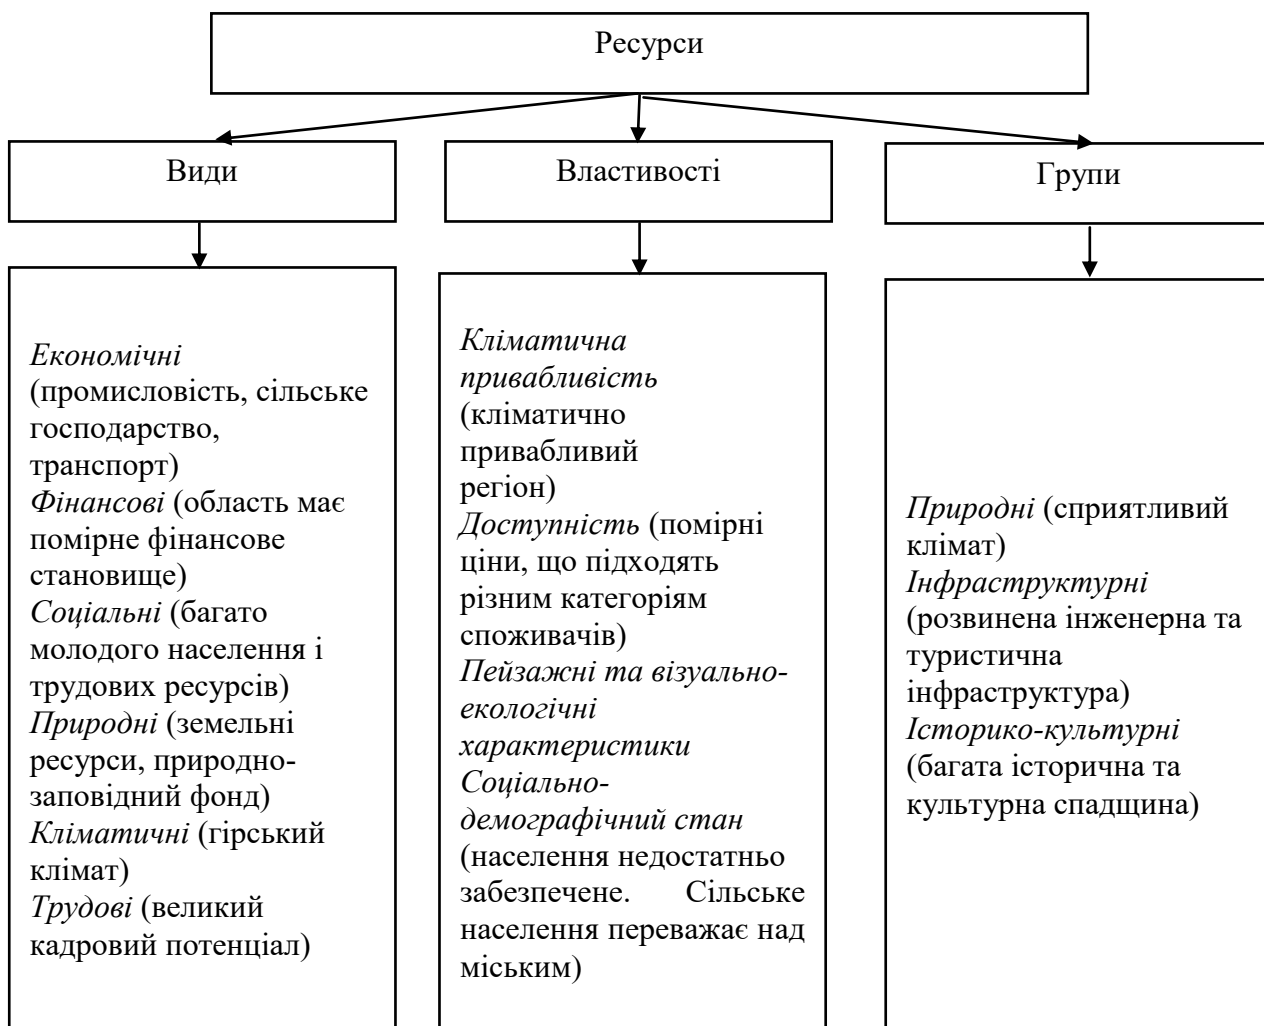 Ресурси
Види
Властивості
Групи
Економічні
(промисловість, сільське
господарство,
транспорт)
Фінансові (область має
помірне фінансове
становище)
Соціальні (багато
молодого населення і
трудових ресурсів)
Природні (земельні
ресурси, природно-
заповідний фонд)
Кліматичні (гірський
клімат)
Трудові (великий
кадровий потенціал)
Кліматична
привабливість
(кліматично
привабливий
регіон)
Доступність (помірні
ціни, що підходять
різним категоріям
споживачів)
Пейзажні та візуально-
екологічні
характеристики
Соціально-
демографічний стан
(населення недостатньо
забезпечене. Сільське
населення переважає над
міським)
Природні (сприятливий
клімат)
Інфраструктурні
(розвинена інженерна та
туристична
інфраструктура)
Історико-культурні
(багата історична та
культурна спадщина)